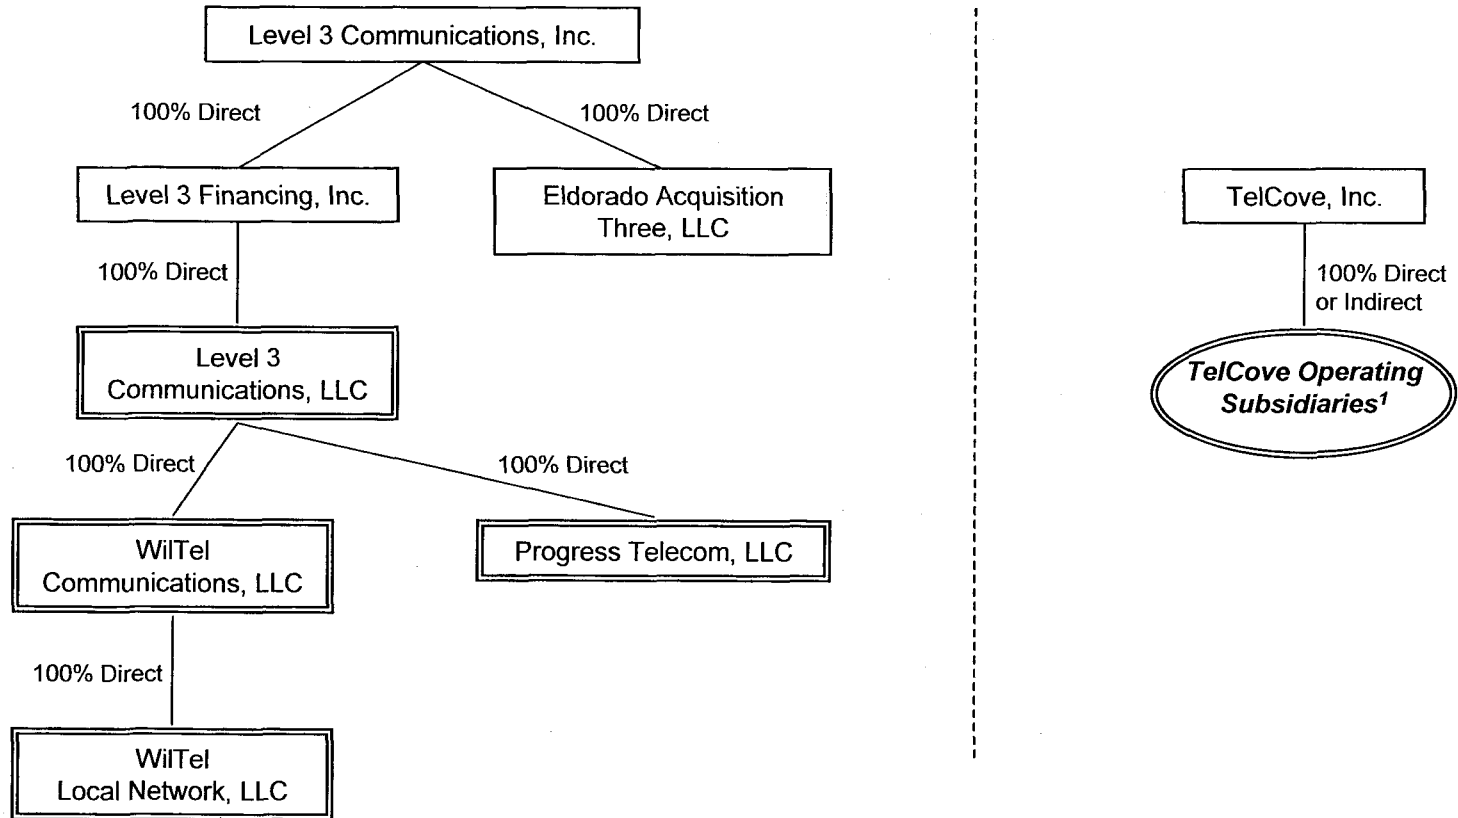 Level 3 Communications, Inc.
100% Direct
100% Direct
Level 3 Financing, Inc.
Eldorado Acquisition
Three, LLC
TelCove, Inc.
100% Direct
100% Direct
or Indirect
Level 3
Communications, LLC
TelCove Operating
Subsidiaries¹
100% Direct
100% Direct
WilTel
Communications, LLC
Progress Telecom, LLC
100% Direct
WilTel
Local Network, LLC